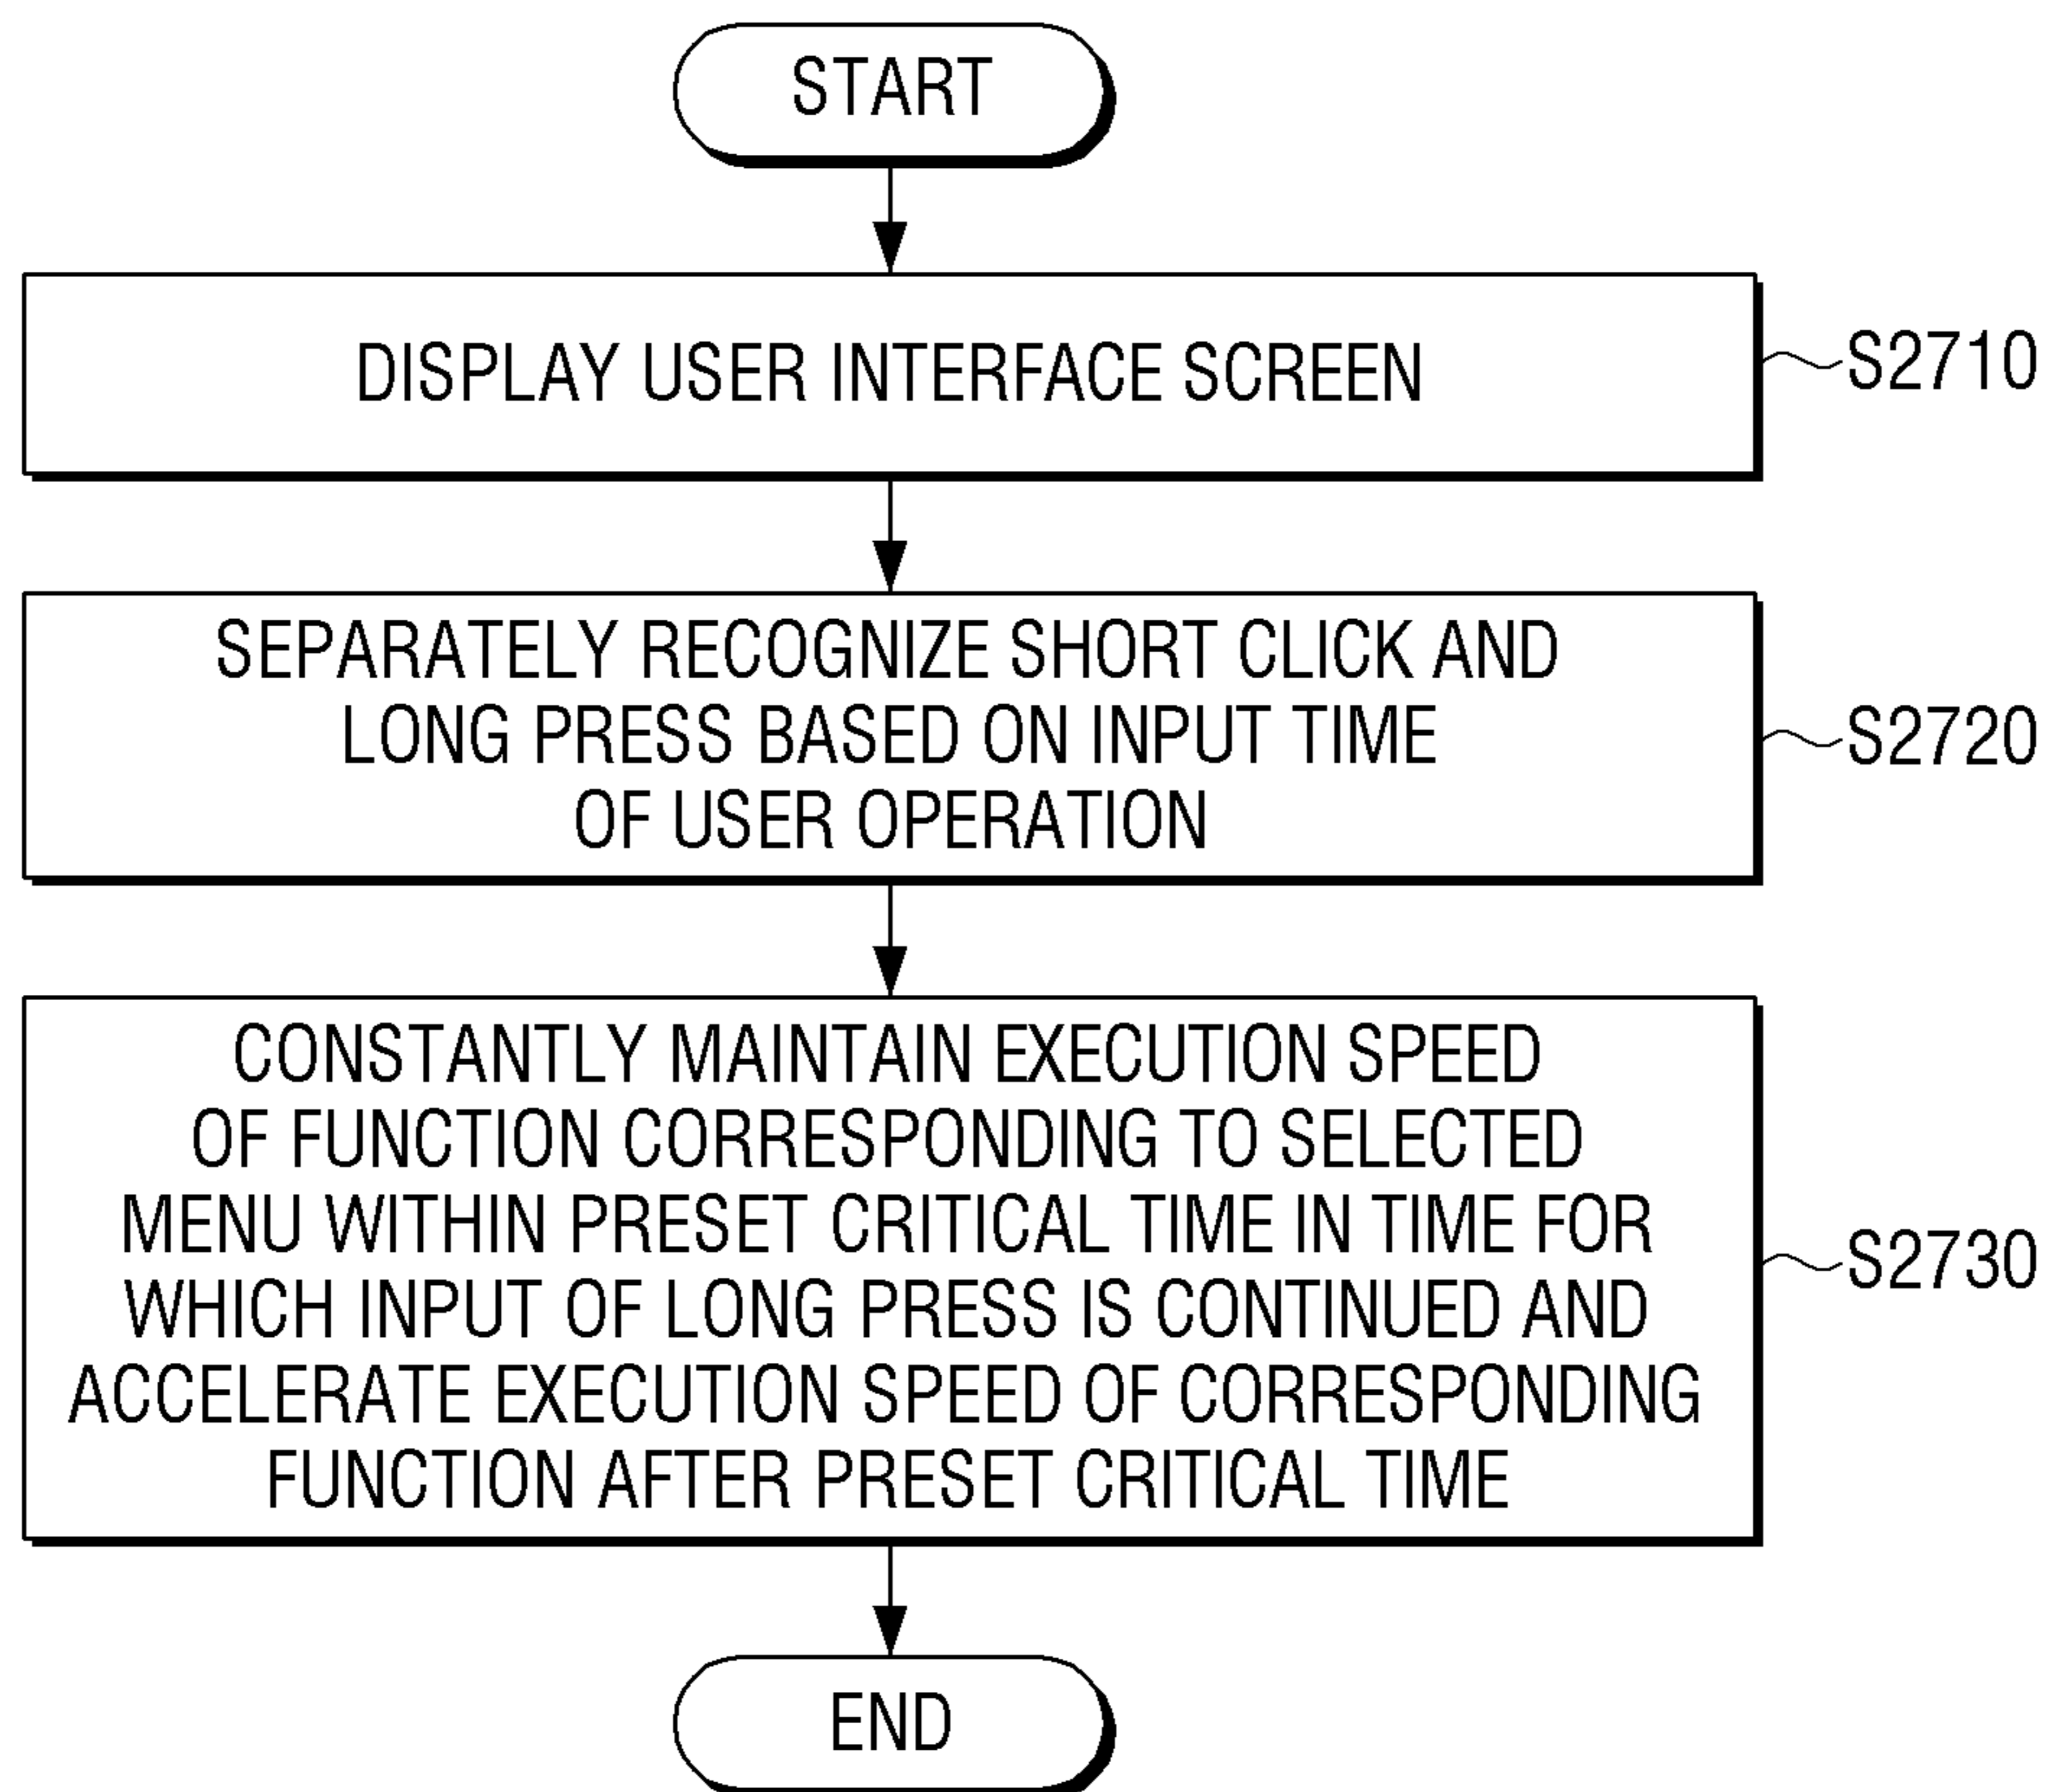 START
DISPLAY USER INTERFACE SCREEN
S2710
SEPARATELY RECOGNIZE SHORT CLICK AND
LONG PRESS BASED ON INPUT TIME
OF USER OPERATION
S2720
CONSTANTLY MAINTAIN EXECUTION SPEED
OF FUNCTION CORRESPONDING TO SELECTED
MENU WITHIN PRESET CRITICAL TIME IN TIME FOR
WHICH INPUT OF LONG PRESS IS CONTINUED AND
ACCELERATE EXECUTION SPEED OF CORRESPONDING
FUNCTION AFTER PRESET CRITICAL TIME
S2730
END